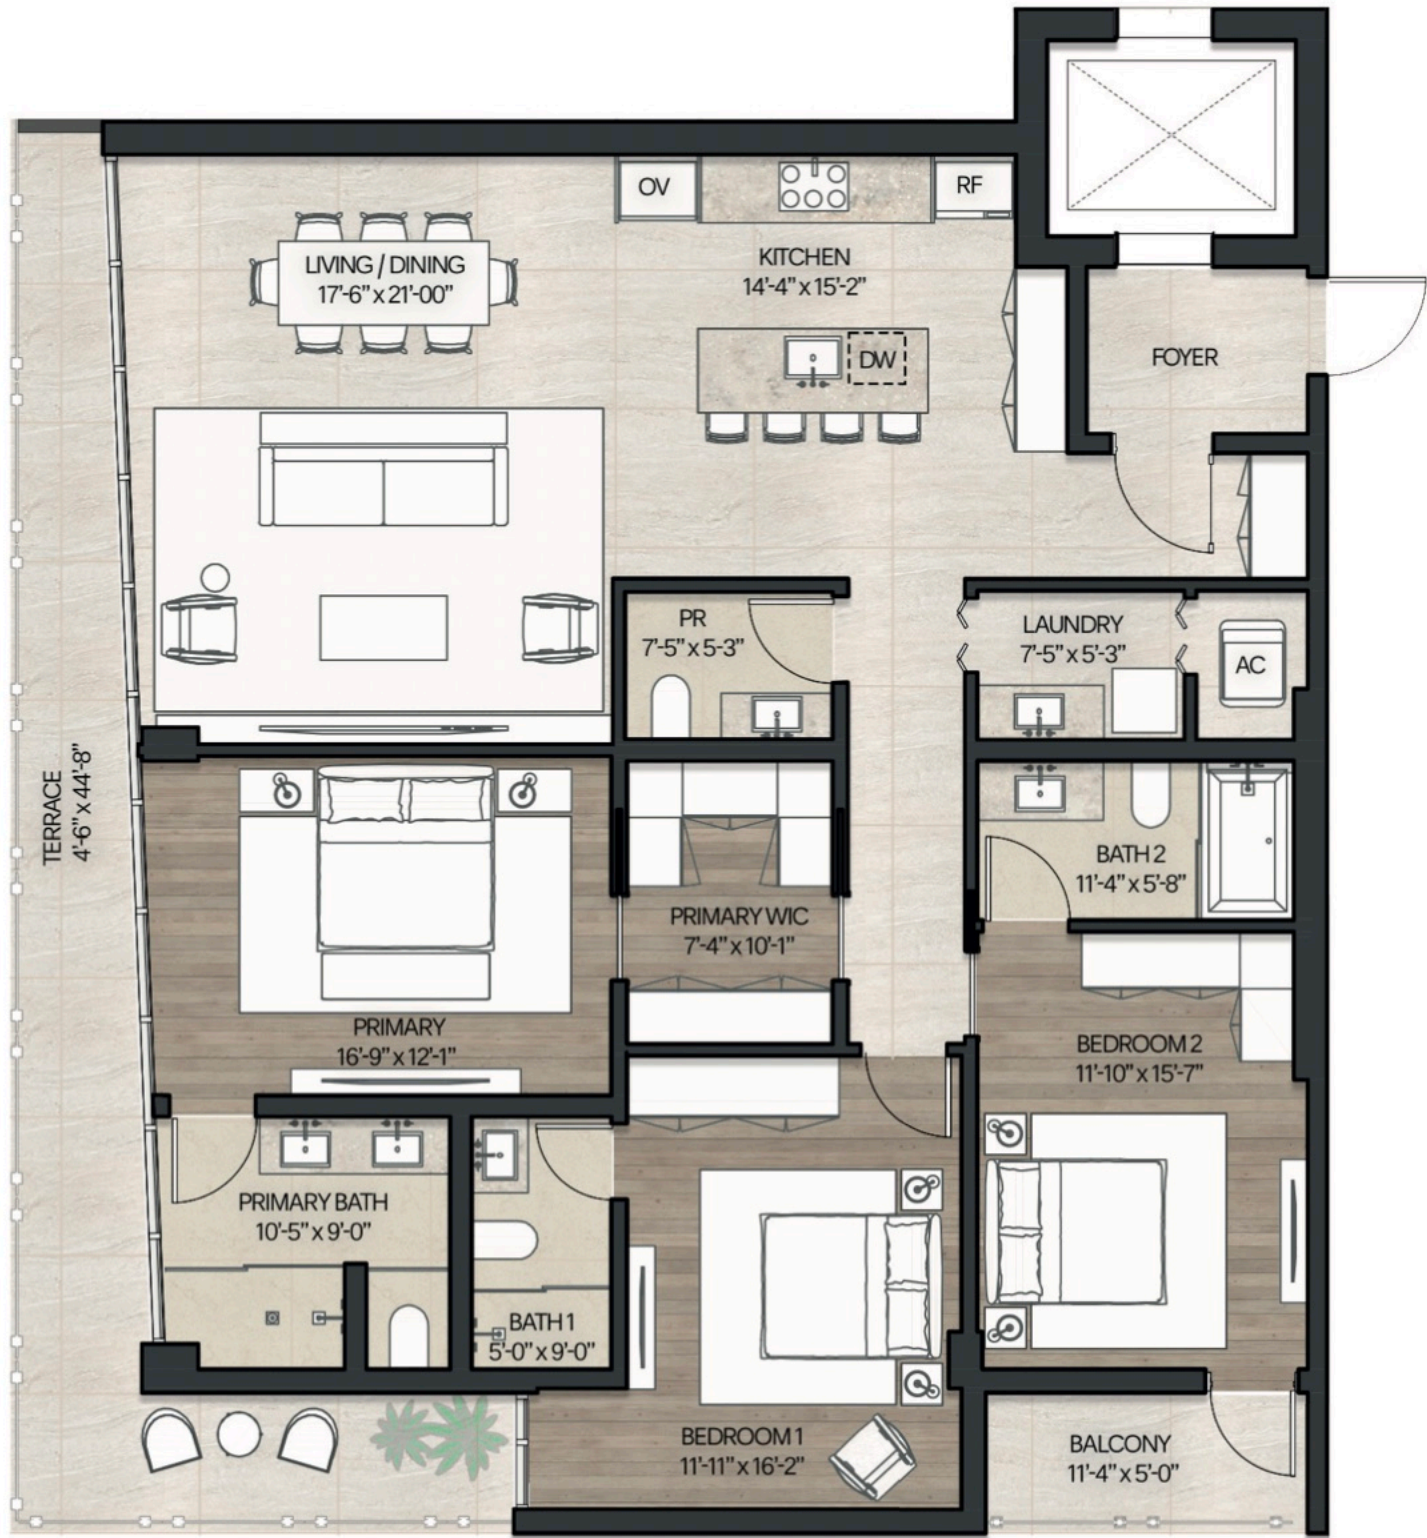 OV
RF
KITCHEN
14'-4" x 15'-2"
LIVING / DINING
17'-6" x 21'-00"
DW
FOYER
PR
7'-5" x 5-3"
LAUNDRY
7'-5" x 5'-3"
AC
TERRACE
4'-6" x 44'-8"
BATH 2
11'-4" x 5'-8"
PRIMARY WIC
7'-4" x 10'-1"
PRIMARY
16'-9" x 12'-1"
BEDROOM 2
11'-10" x 15'-7"
PRIMARY BATH
10'-5" x 9'-0"
BATH 1
5'-0" x 9'-0"
BEDROOM 1
11'-11" x 16'-2"
BALCONY
11'-4" x 5'-0"